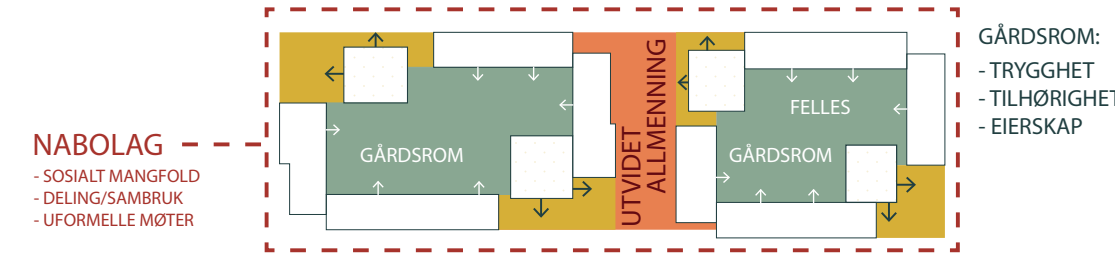 NABOLAG
- SOSIALT MANGFOLD
- DELING/SAMBRUK
- UFORMELLE MØTER
GÅRDSROM
UTVIDET
ALLMENNING
FELLES
GÅRDSROM
GÅRDSROM:
- TRYGGHET
- TILHØRIGHET
- EIERSKAP